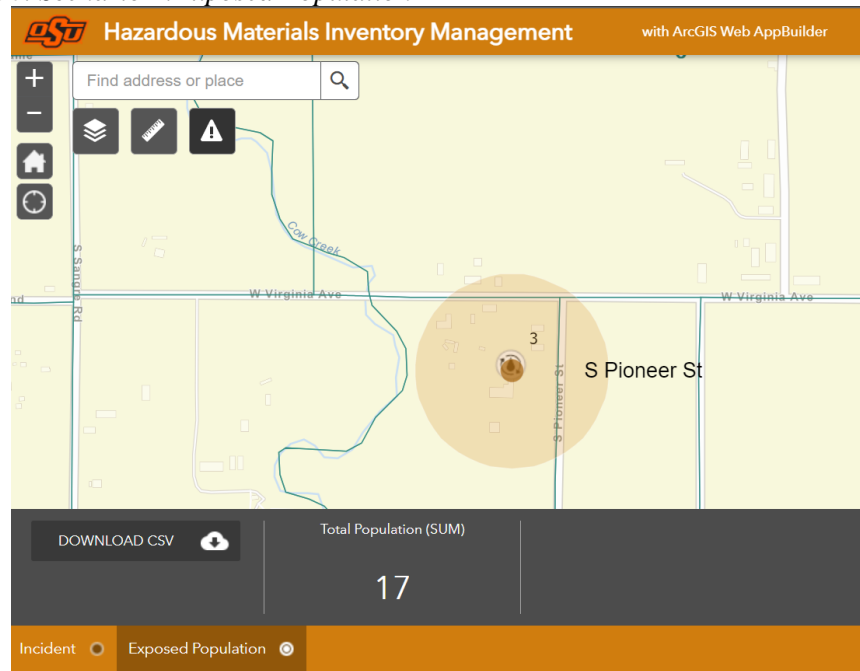 OSU Hazardous Materials Inventory Management with ArcGIS Web AppBuilder
+
Find address or place
−
Cow Creek
S Sangre Rd
W Virginia Ave
W Virginia Ave
3
S Pioneer St
S Pioneer St
DOWNLOAD CSV
Total Population (SUM)
17
Incident
Exposed Population